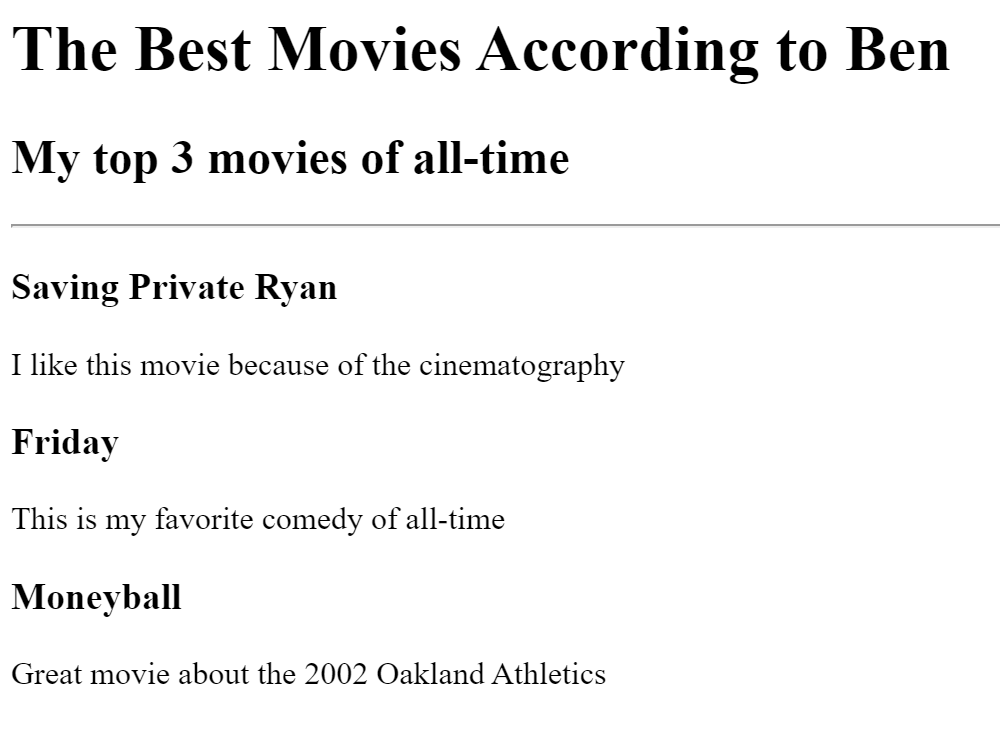 The Best Movies According to Ben
My top 3 movies of all-time
Saving Private Ryan
I like this movie because of the cinematography
Friday
This is my favorite comedy of all-time
Moneyball
Great movie about the 2002 Oakland Athletics